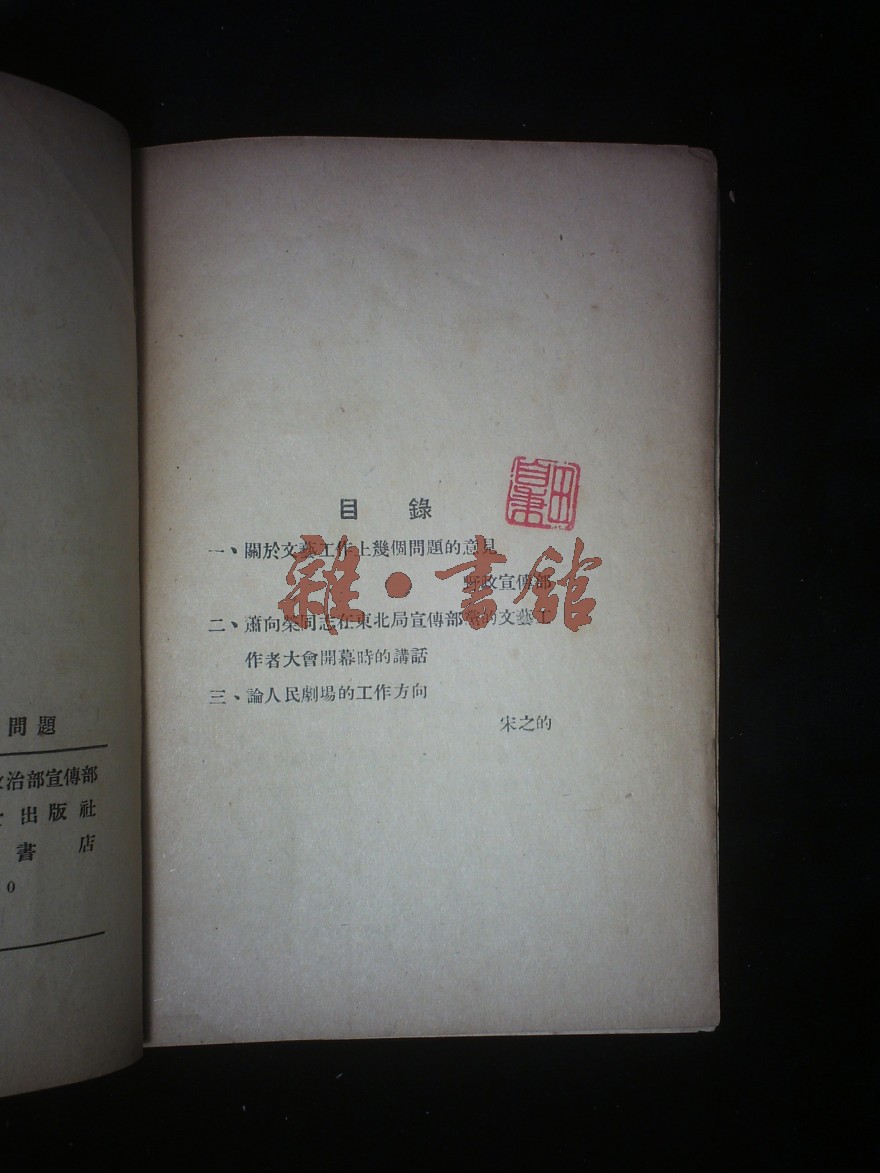 目 錄
一、關於文藝工作上幾個問題的意見
政宣傳部
二、蕭向榮同志在東北局宣傳部 的文藝工
作者大會開幕時的講話
三、論人民劇場的工作方向
宋之的
雜·書館
問題
治部宣傳部
出版社
書店
0